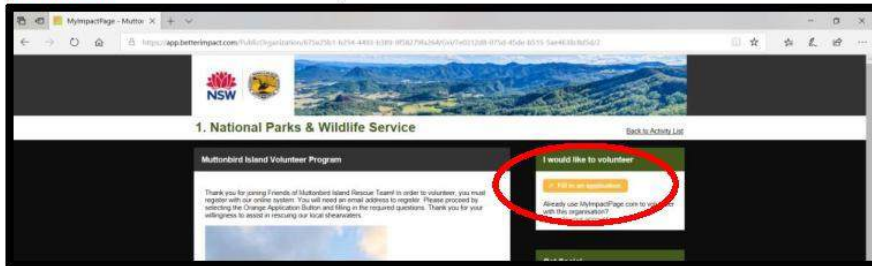 MyImpactPage - Mutton
https://app.betterimpact.com/PublicOrganization/
NSW
1. National Parks & Wildlife Service
Back to Activity List
Muttonbird Island Volunteer Program
I would like to volunteer
Thank you for joining Friends of Muttonbird Island Rescue Team! In order to volunteer, you must
register with our online system. You will need an email address to register. Please proceed by
selecting the Orange Application Button and filling in the required questions. Thank you for your
willingness to assist in rescuing our local shearwaters.
Fill in an application
Already use MyImpactPage.com to volunteer
with this organisation?
Get Social